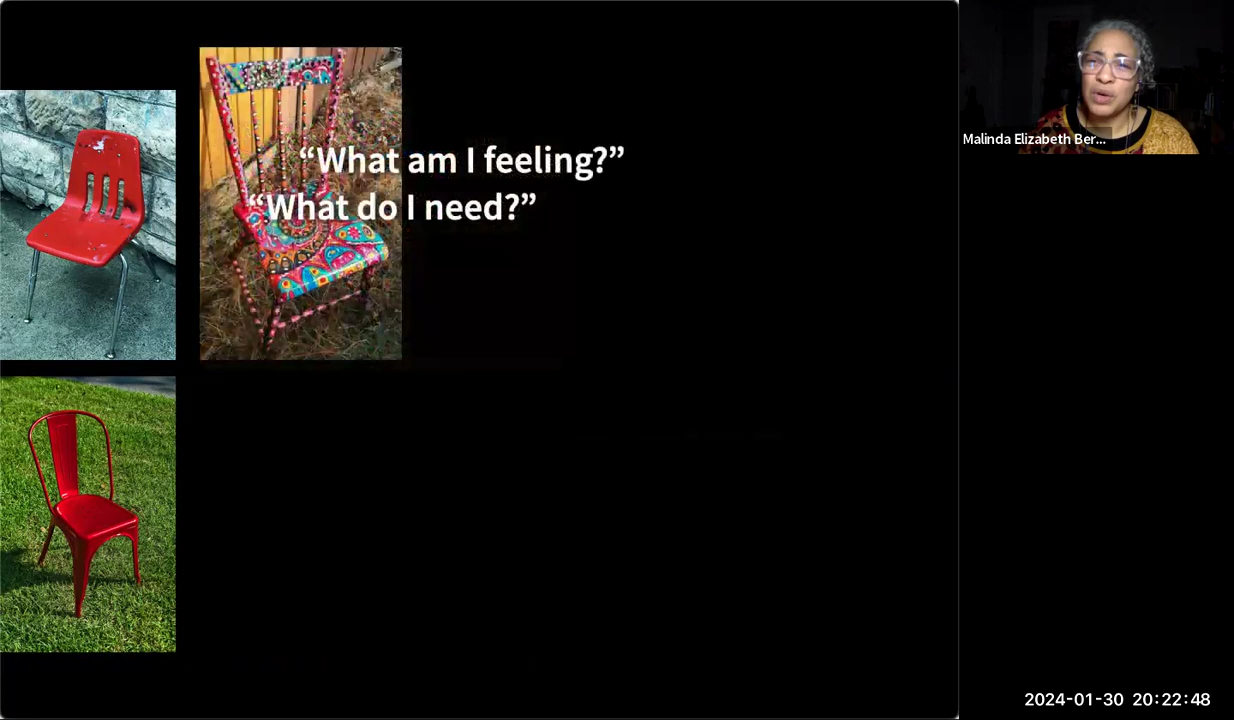 “What am I feeling?”
“What do I need?”
Malinda Elizabeth Ber...
2024-01-30 20:22:48